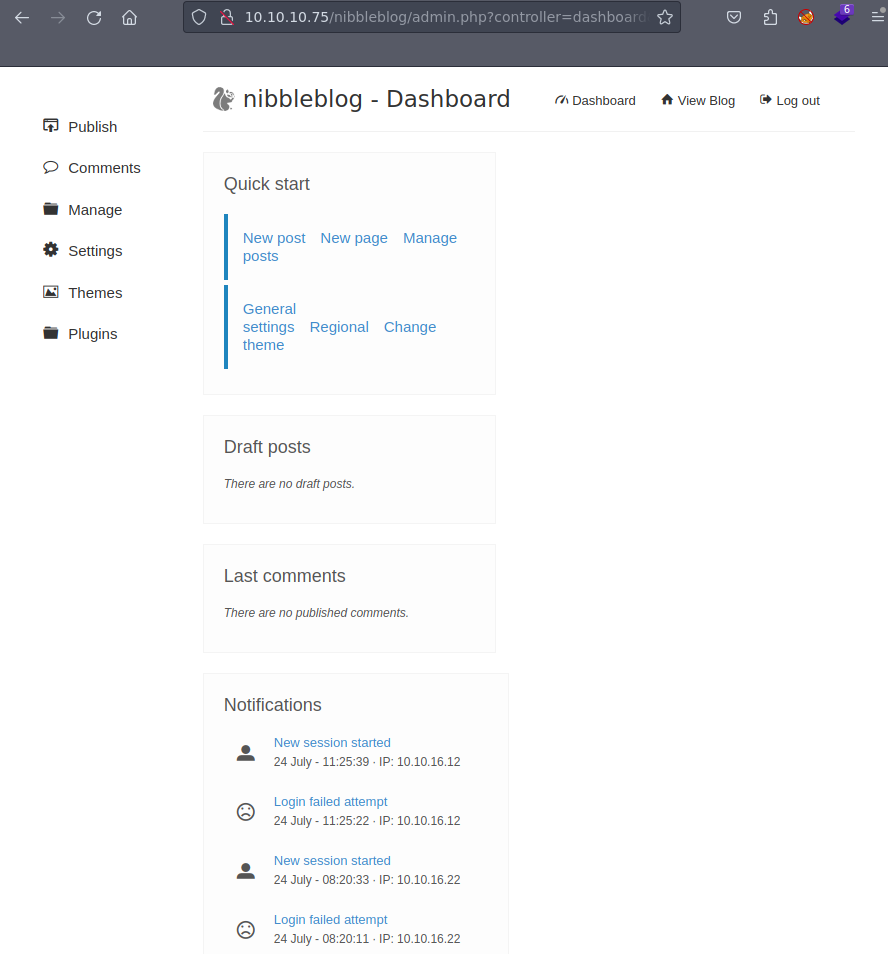 10.10.10.75/nibbleblog/admin.php?controller=dashboard
6
nibbleblog - Dashboard
Dashboard
View Blog
Log out
Publish
Comments
Manage
Settings
Themes
Plugins
Quick start
New post New page Manage
posts
General
settings Regional Change
theme
Draft posts
There are no draft posts.
Last comments
There are no published comments.
Notifications
New session started
24 July - 11:25:39 · IP: 10.10.16.12
Login failed attempt
24 July - 11:25:22 · IP: 10.10.16.12
New session started
24 July - 08:20:33 · IP: 10.10.16.22
Login failed attempt
24 July - 08:20:11 · IP: 10.10.16.22